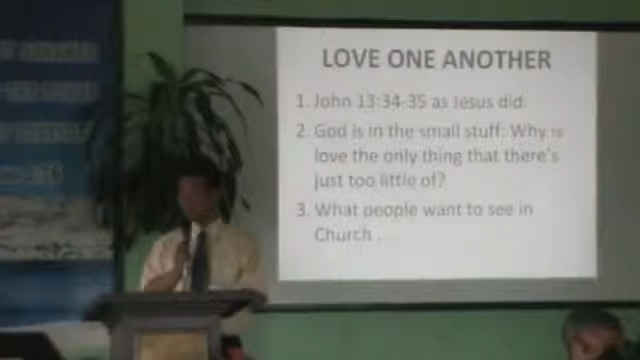 LOVE ONE ANOTHER
1. John 13:34-35 as Jesus did.
2. God is in the small stuff: Why is
love the only thing that there's
just too little of?
3. What people want to see in
Church .